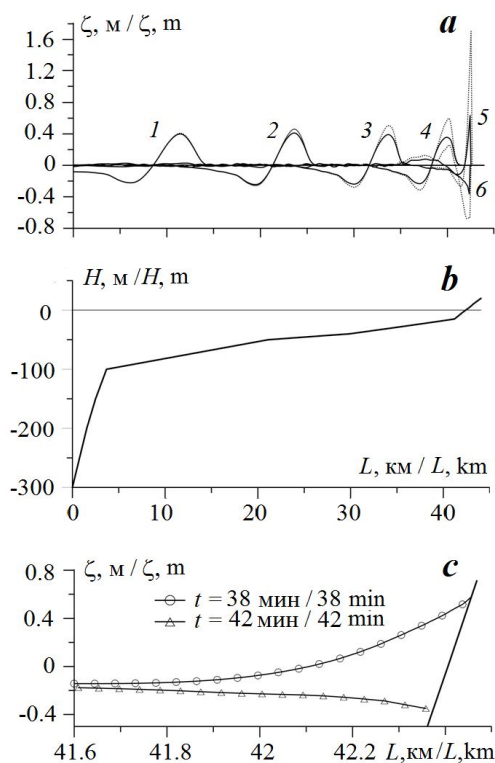 ζ, м / ζ, m
a
1.6
1.2
0.8
0.4
0
-0.4
-0.8
1
2
3
4
5
6
H, м /H, m
b
0
-100
-200
-300
L, км / L, km
0 10 20 30 40
ζ, м / ζ, m
c
0.8
0.4
0
-0.4
t = 38 мин / 38 min
t = 42 мин / 42 min
41.6 41.8 42 42.2 L,км/L,km